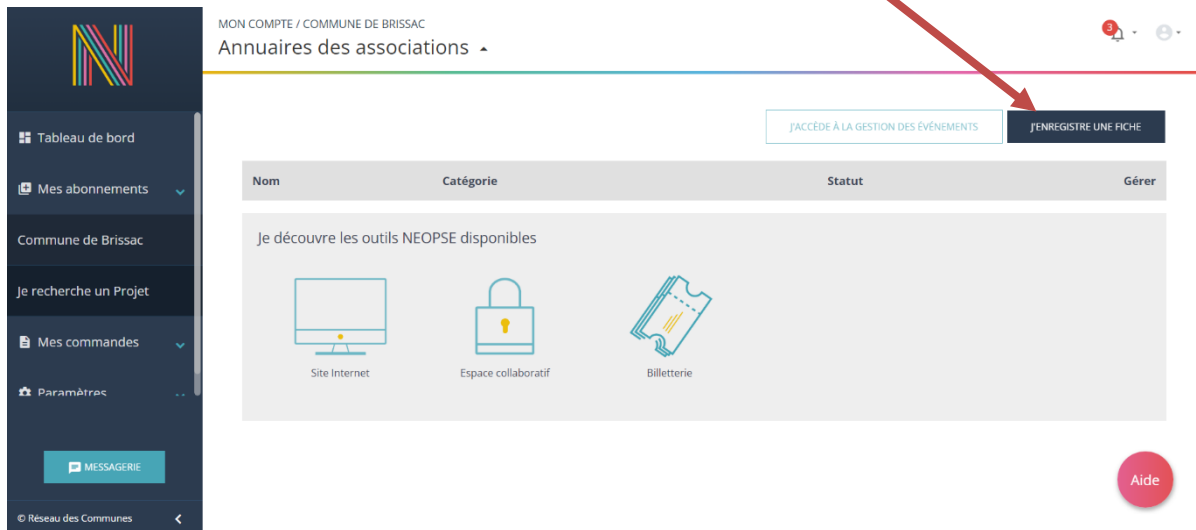 MON COMPTE / COMMUNE DE BRISSAC
Annuaires des associations
3
Tableau de bord
Mes abonnements
Commune de Brissac
Je recherche un Projet
Mes commandes
Paramètres
MESSAGERIE
© Réseau des Communes
J'ACCÈDE À LA GESTION DES ÉVÉNEMENTS
J'ENREGISTRE UNE FICHE
Nom Catégorie Statut Gérer
Je découvre les outils NEOPSE disponibles
Site Internet
Espace collaboratif
Billetterie
Aide